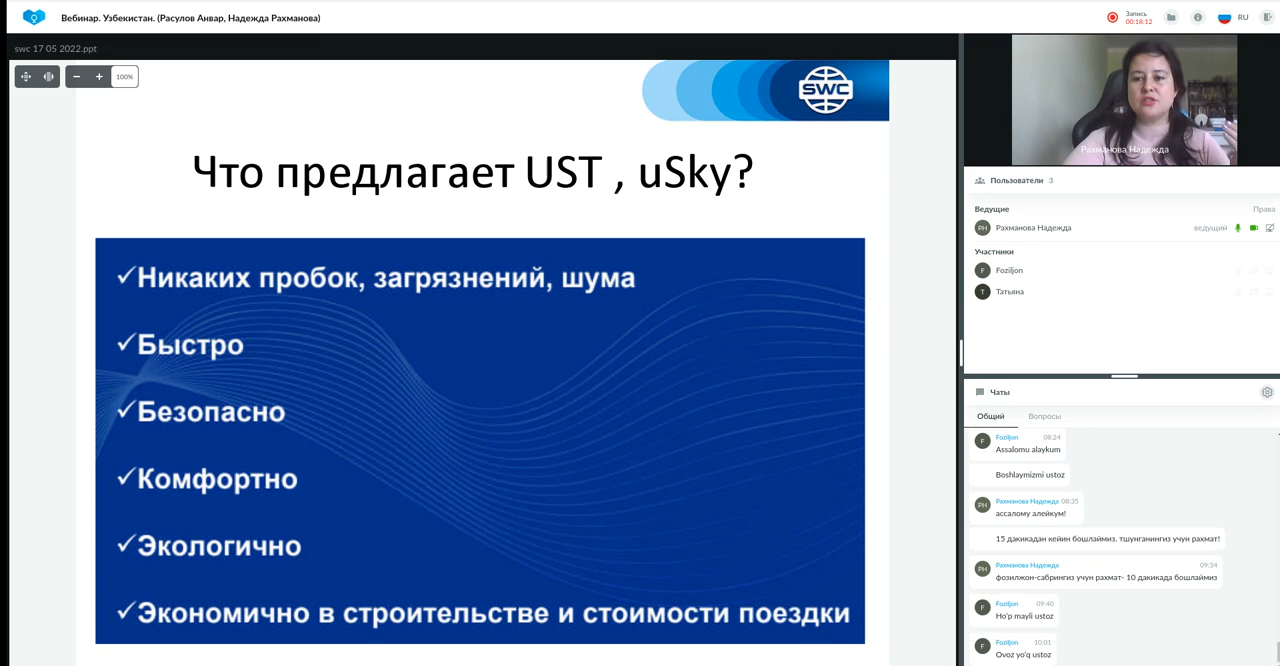 Вебинар. Узбекистан. (Расулов Анвар, Надежда Рахманова)
Запись
00:18:12
RU
swc 17 05 2022.ppt
100%
SWC
Что предлагает UST , uSky?
✓Никаких пробок, загрязнений, шума
✓Быстро
✓Безопасно
✓Комфортно
✓Экологично
✓Экономично в строительстве и стоимости поездки
Рахманова Надежда
Пользователи 3
Ведущие Права
РН Рахманова Надежда ведущий
Участники
F Foziljon
Т Татьяна
Чаты
Общий Вопросы
F Foziljon 08:24
Assalomu alaykum
Boshlaymizmi ustoz
РН Рахманова Надежда 08:35
ассалому алейкум!
15 дакикадан кейин бошлаймиз. тшунганингиз учун рахмат!
РН Рахманова Надежда 09:34
фозилжон-сабрингиз учун рахмат- 10 дакикада бошлаймиз
F Foziljon 09:40
Ho'p mayli ustoz
F Foziljon 10:01
Ovoz yo'q ustoz